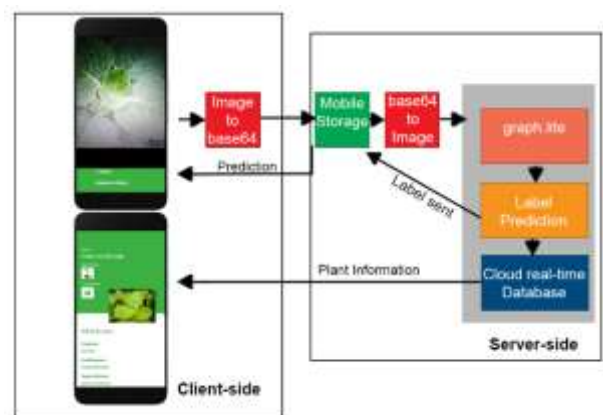 Image
to
base64
Mobile
Storage
base64
to
Image
graph.lite
Prediction
Label sent
Label
Prediction
Plant Information
Cloud real-time
Database
Server-side
Client-side